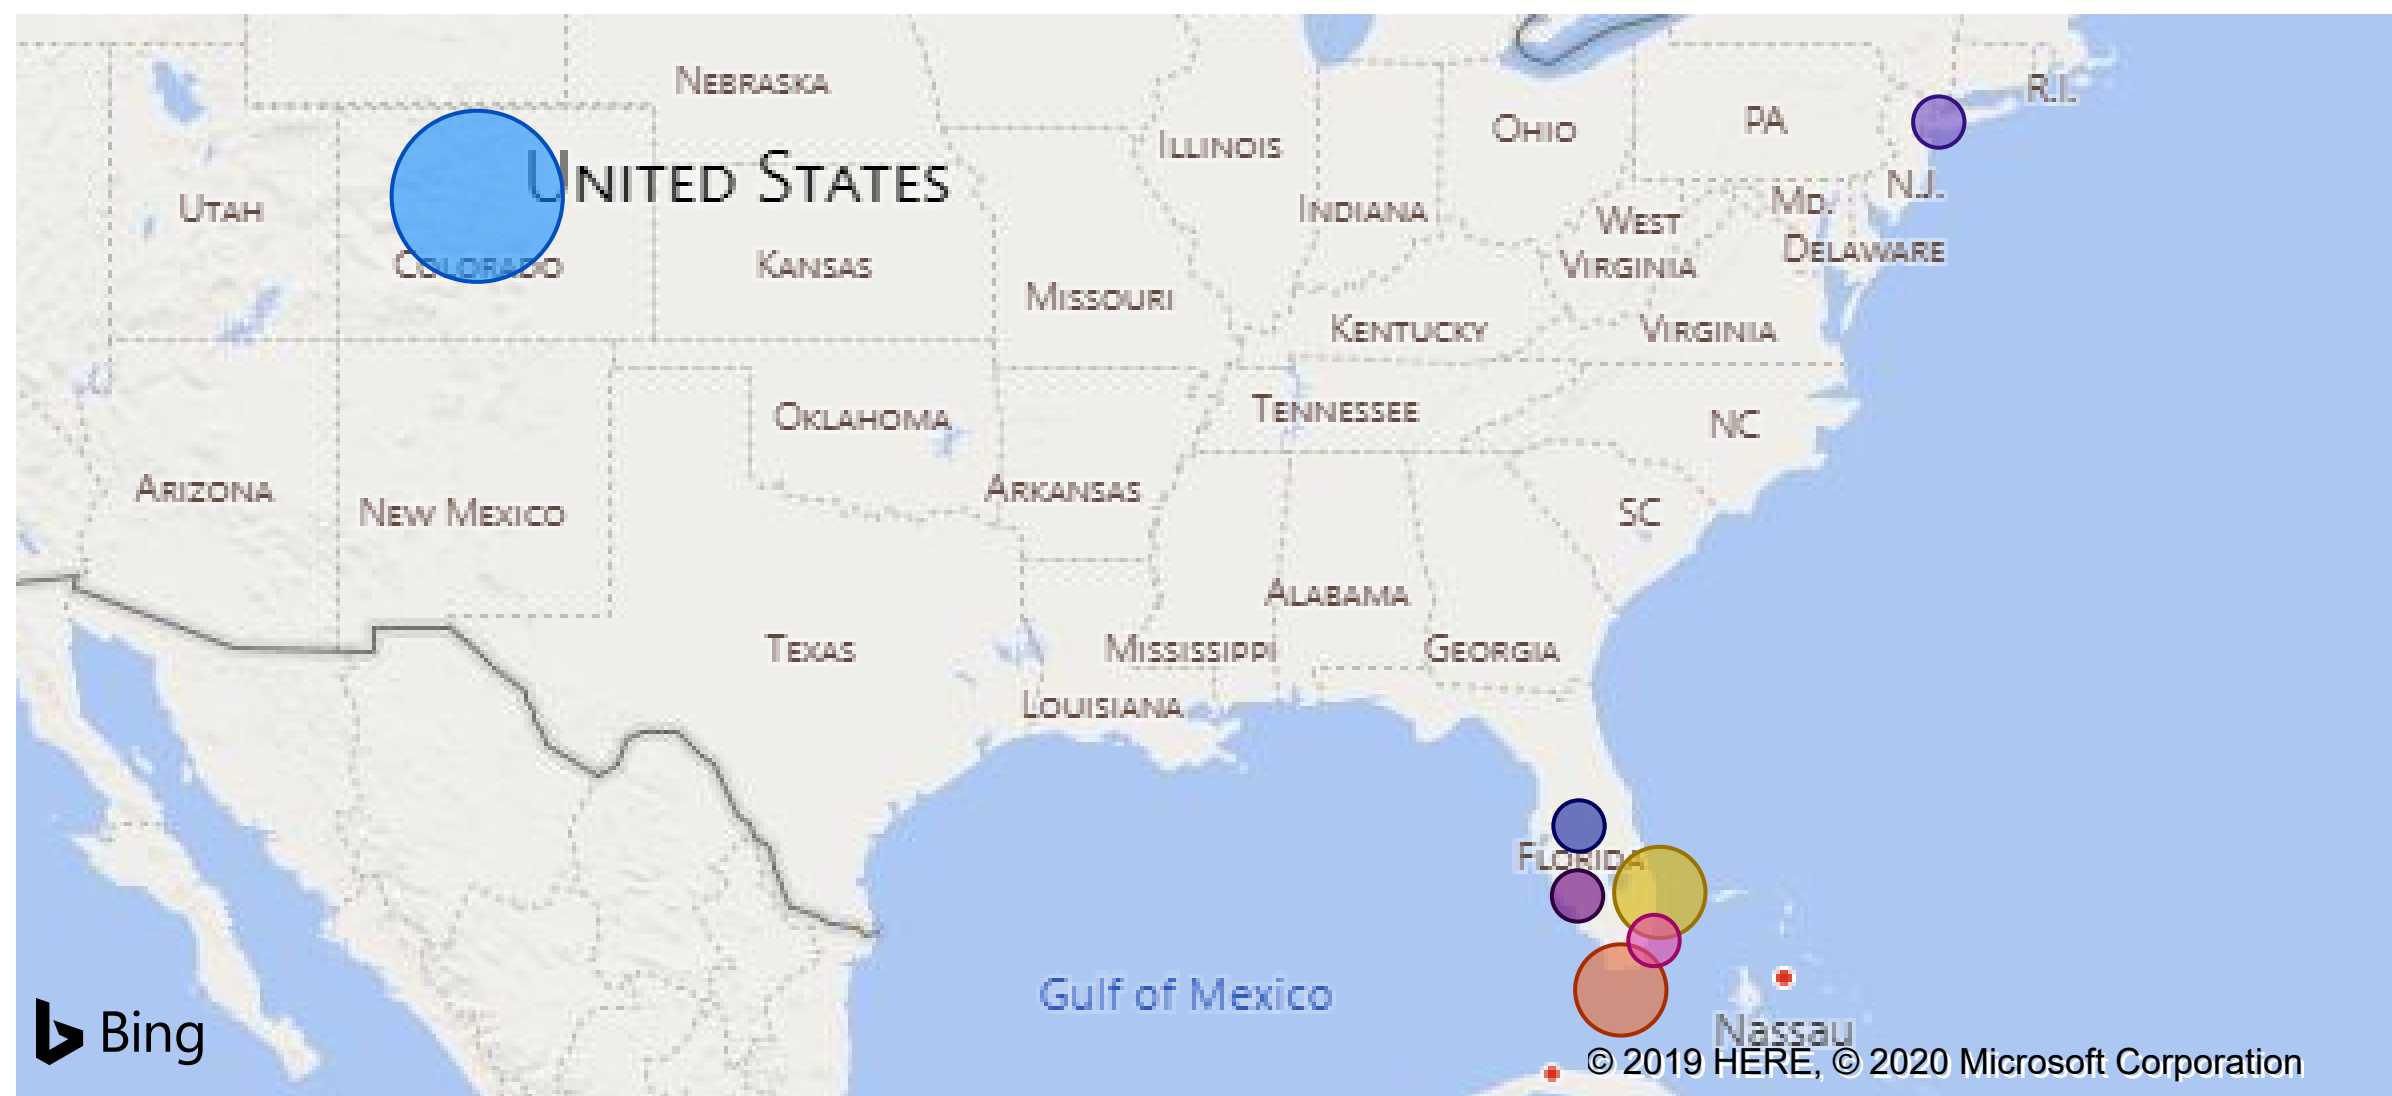 NEBRASKA
R.I.
PA
OHIO
ILLINOIS
UNITED STATES
N.J.
MD.
UTAH
INDIANA
WEST
VIRGINIA
DELAWARE
COLORADO
KANSAS
MISSOURI
KENTUCKY
VIRGINIA
TENNESSEE
OKLAHOMA
NC
ARIZONA
NEW MEXICO
ARKANSAS
SC
ALABAMA
TEXAS
MISSISSIPPI
GEORGIA
LOUISIANA
FLORIDA
Gulf of Mexico
Nassau
Bing
© 2019 HERE, © 2020 Microsoft Corporation